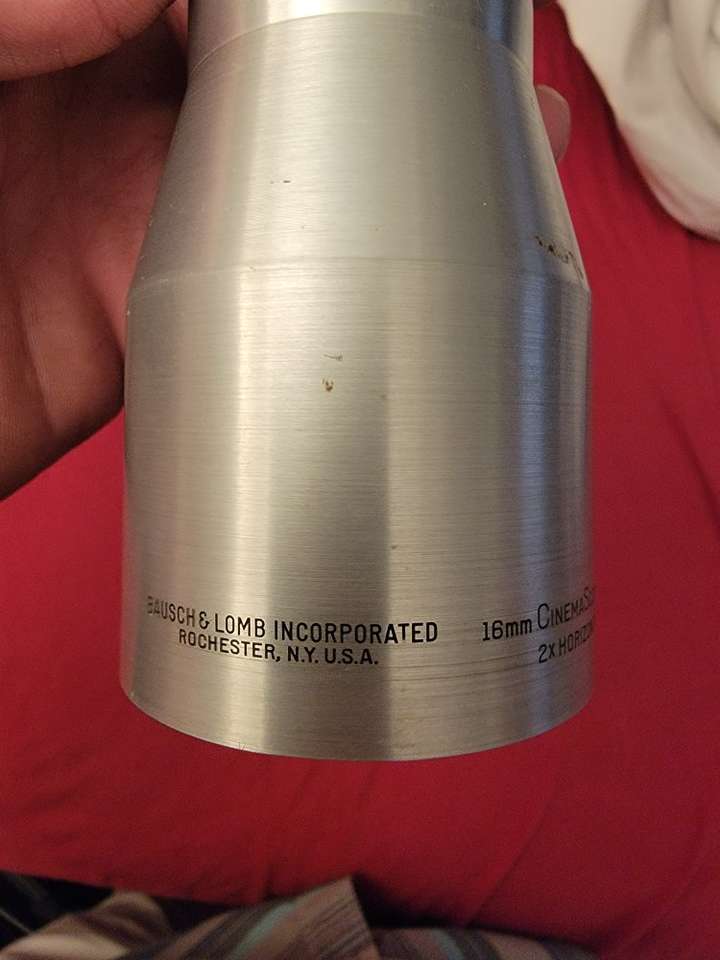 BAUSCH & LOMB INCORPORATED
ROCHESTER, N.Y. U.S.A.
16mm
2X